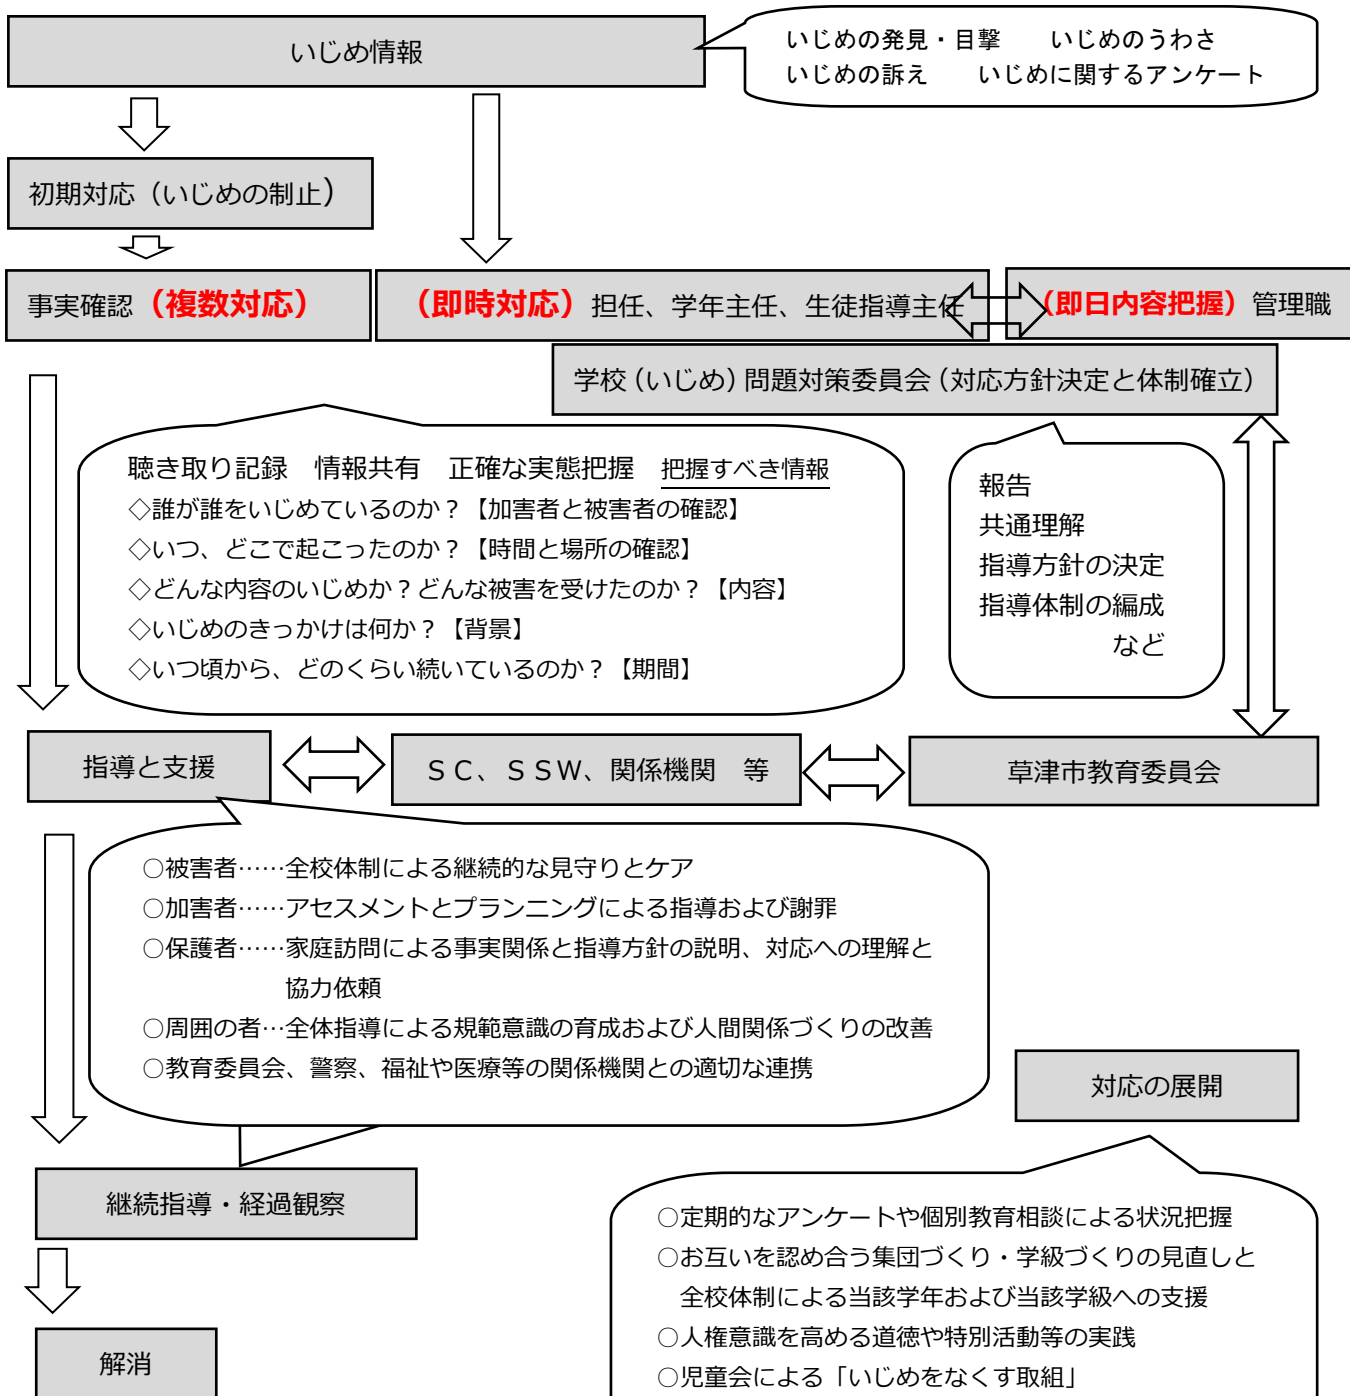 いじめ情報
いじめの発見・目撃　　いじめのうわさ
いじめの訴え　　いじめに関するアンケート
初期対応（いじめの制止）
事実確認（複数対応）
（即時対応）担任、学年主任、生徒指導主任
（即日内容把握）管理職
学校（いじめ）問題対策委員会（対応方針決定と体制確立）
聴き取り記録　情報共有　正確な実態把握　把握すべき情報
◇誰が誰をいじめているのか？【加害者と被害者の確認】
◇いつ、どこで起こったのか？【時間と場所の確認】
◇どんな内容のいじめか？どんな被害を受けたのか？【内容】
◇いじめのきっかけは何か？【背景】
◇いつ頃から、どのくらい続いているのか？【期間】
報告
共通理解
指導方針の決定
指導体制の編成
など
指導と支援
ＳＣ、ＳＳＷ、関係機関　等
草津市教育委員会
○被害者……全校体制による継続的な見守りとケア
○加害者……アセスメントとプランニングによる指導および謝罪
○保護者……家庭訪問による事実関係と指導方針の説明、対応への理解と
協力依頼
○周囲の者…全体指導による規範意識の育成および人間関係づくりの改善
○教育委員会、警察、福祉や医療等の関係機関との適切な連携
対応の展開
継続指導・経過観察
○定期的なアンケートや個別教育相談による状況把握
○お互いを認め合う集団づくり・学級づくりの見直しと
全校体制による当該学年および当該学級への支援
○人権意識を高める道徳や特別活動等の実践
○児童会による「いじめをなくす取組」
解消